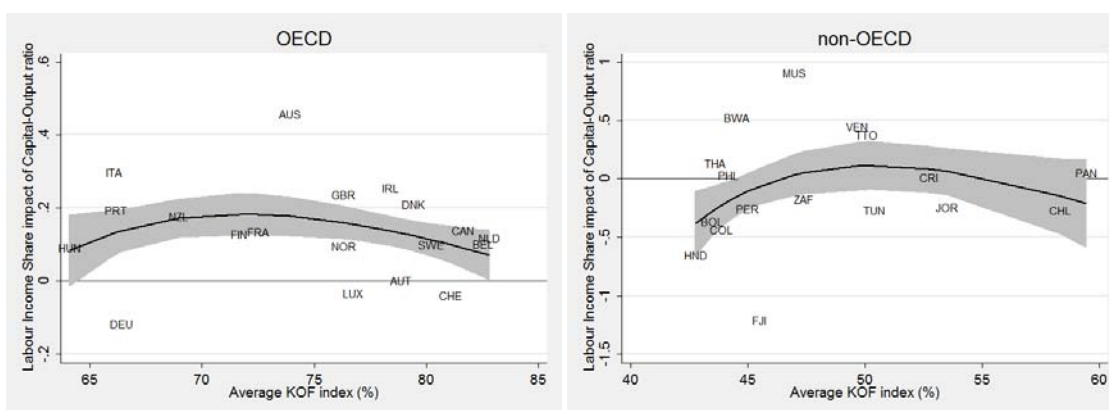 OECD
Labour Income Share impact of Capital-Output ratio
.6
.4
.2
0
-.2
AUS
ITA
PRT
GBR
IRL
DNK
NZL
FIN
FRA
NOR
CAN
SWE
NLD
BEL
HUN
AUT
LUX
CHE
DEU
65 70 75 80 85
Average KOF index (%)
non-OECD
Labour Income Share impact of Capital-Output ratio
1
.5
0
-.5
-1
-1.5
MUS
BWA
VEN
TTO
THA
PHL
CRI
PAN
ZAF
PER
TUN
JOR
CHL
BOL
COL
HND
FJI
40 45 50 55 60
Average KOF index (%)